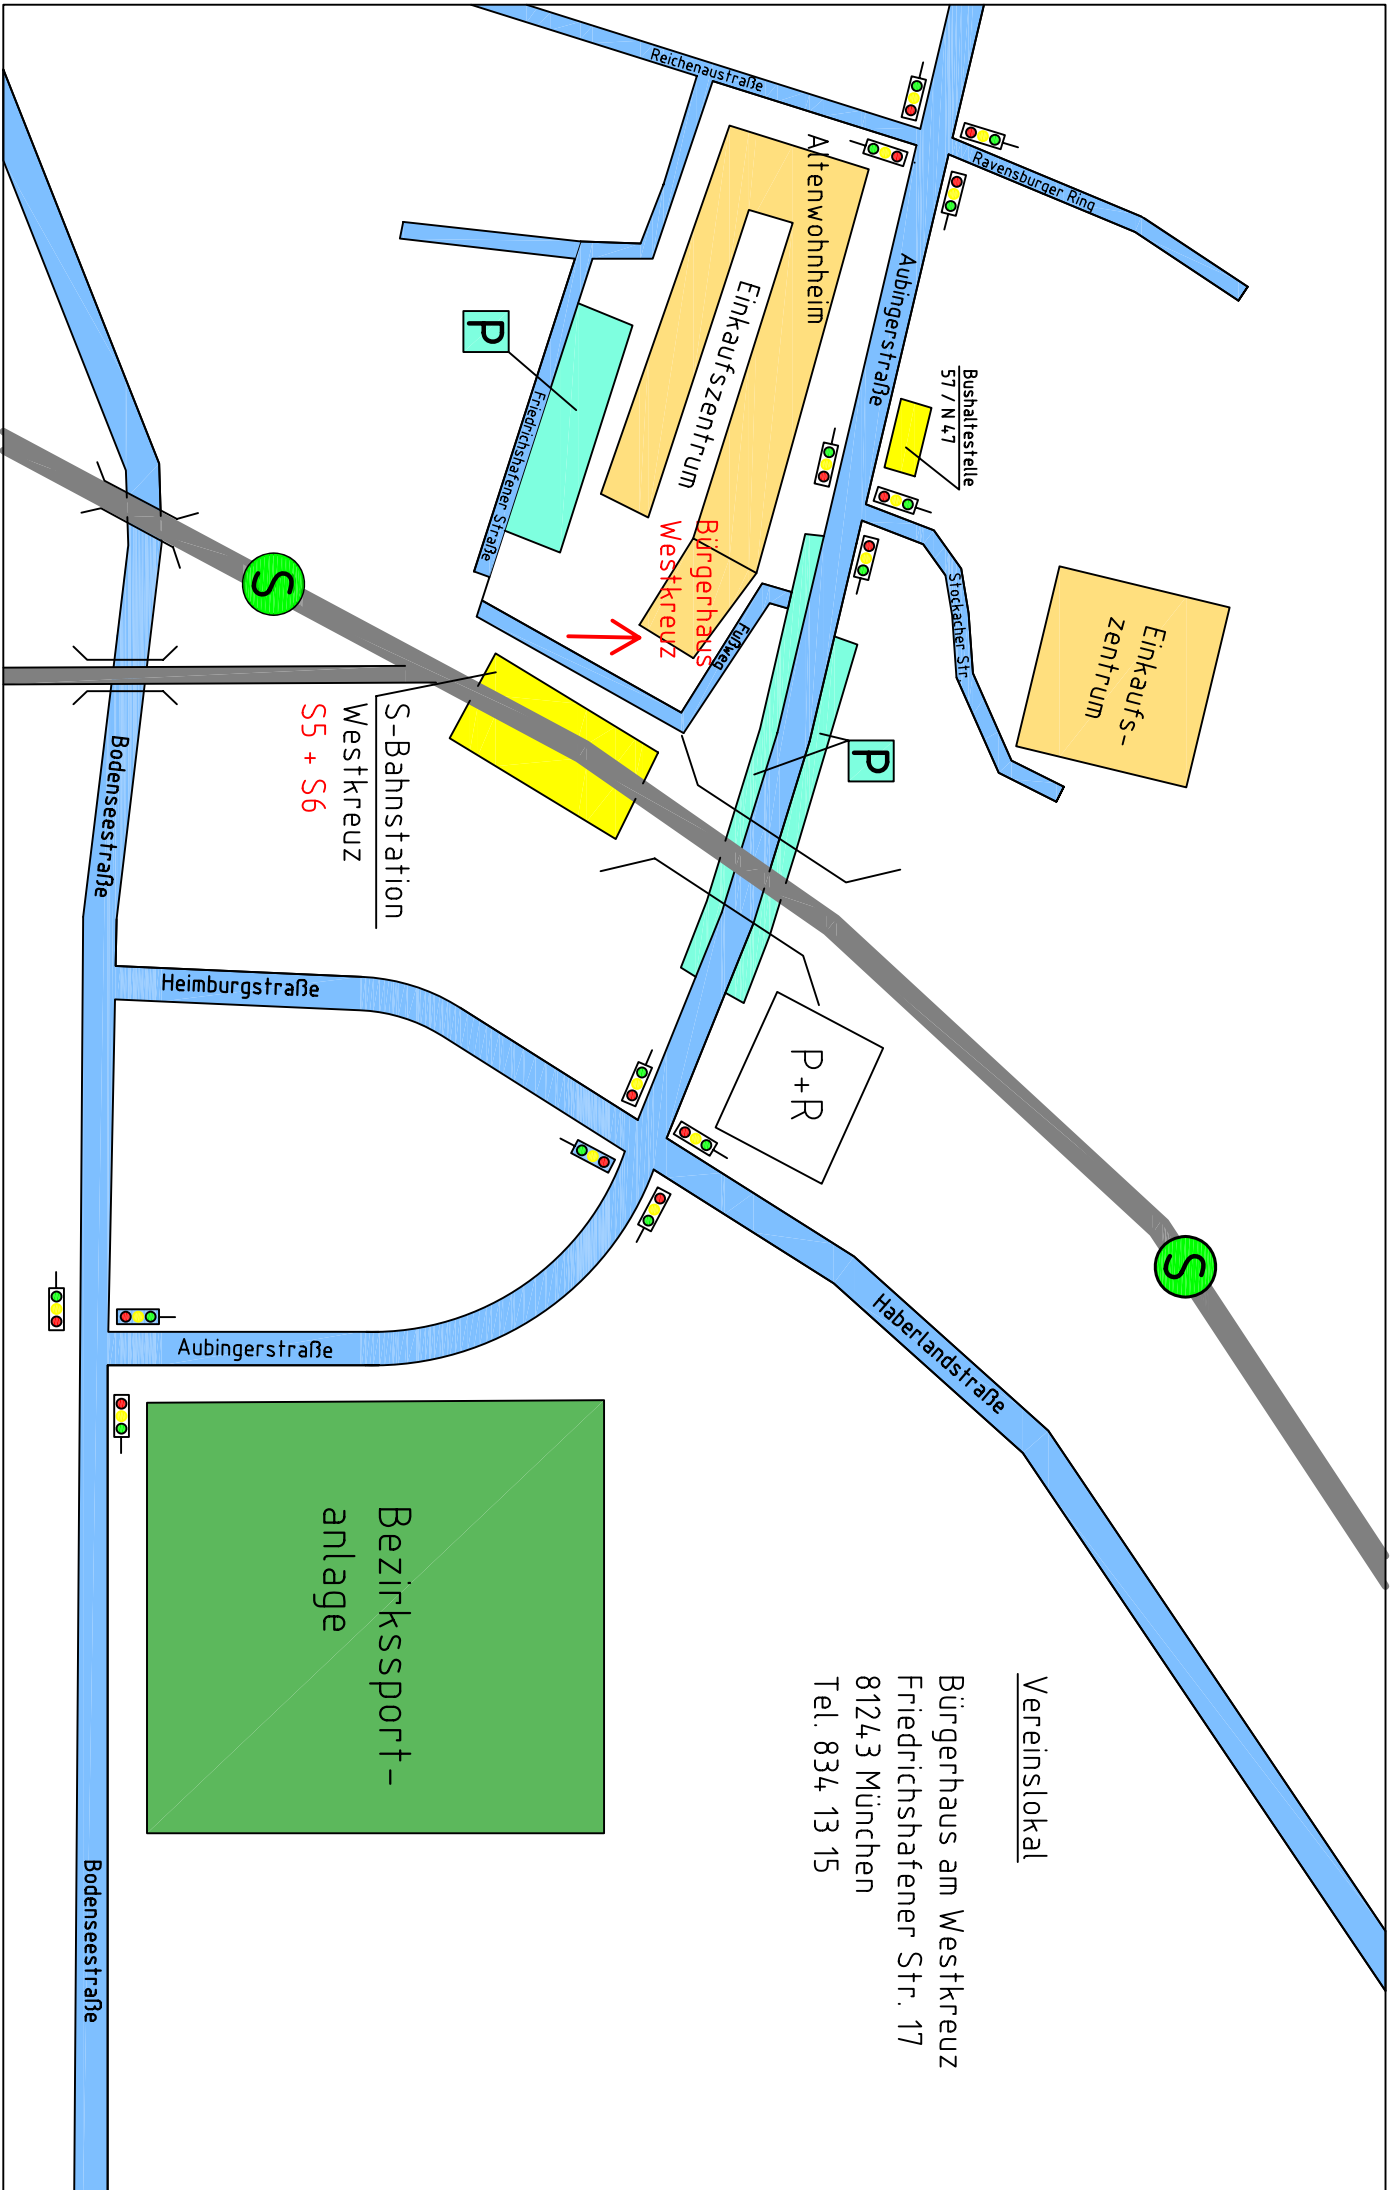 Reichenaustraße
Ravensburger Ring
Altenwohnheim
Einkaufszentrum
Aubingerstraße
Bushaltestelle
57 / N 47
P
Friedrichshafener Straße
Bürgerhaus
Westkreuz
Fußweg
Stockacher Str.
Einkaufs-
zentrum
P
S
S-Bahnstation
Westkreuz
S5 + S6
Bodenseestraße
Heimburgstraße
P+R
S
Haberlandstraße
Aubingerstraße
Bezirkssport-
anlage
Bodenseestraße
Vereinslokal
Bürgerhaus am Westkreuz
Friedrichshafener Str. 17
81243 München
Tel. 834 13 15